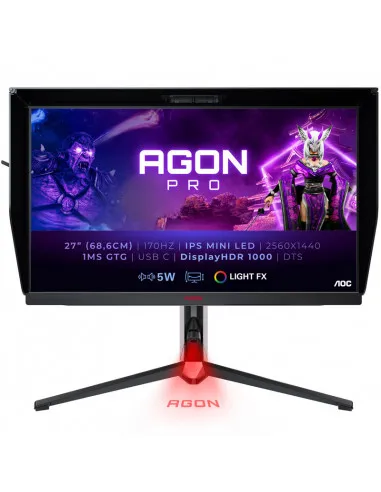 AGON
PRO
27" (68,6CM) | 170HZ | IPS MINI LED | 2560X1440
1MS GTG | USB C | DisplayHDR 1000 | DTS
5W LIGHT FX
AOC
AGON